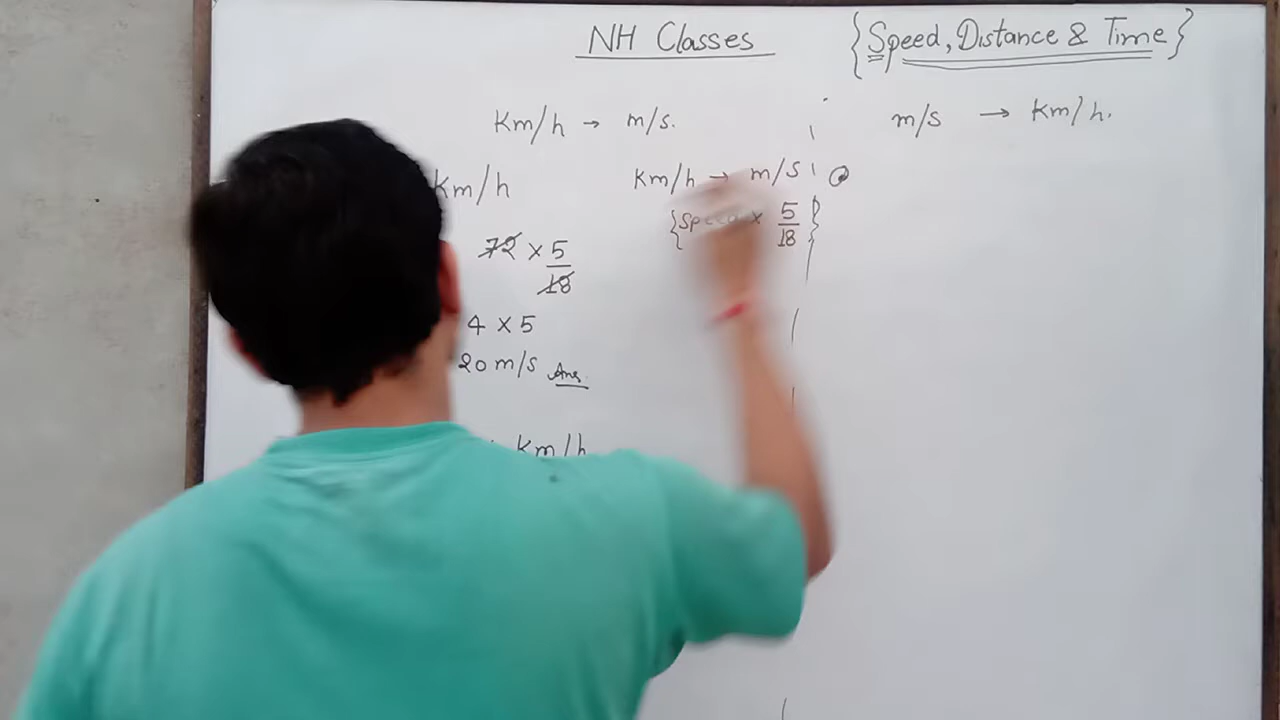 NH Classes
{Speed, Distance & Time}
Km/h → m/s.
m/s → Km/h.
Km/h
Km/h → m/s
{Speed × 5/18}
72 × 5/18
4 × 5
20 m/s Ans.
Km/h